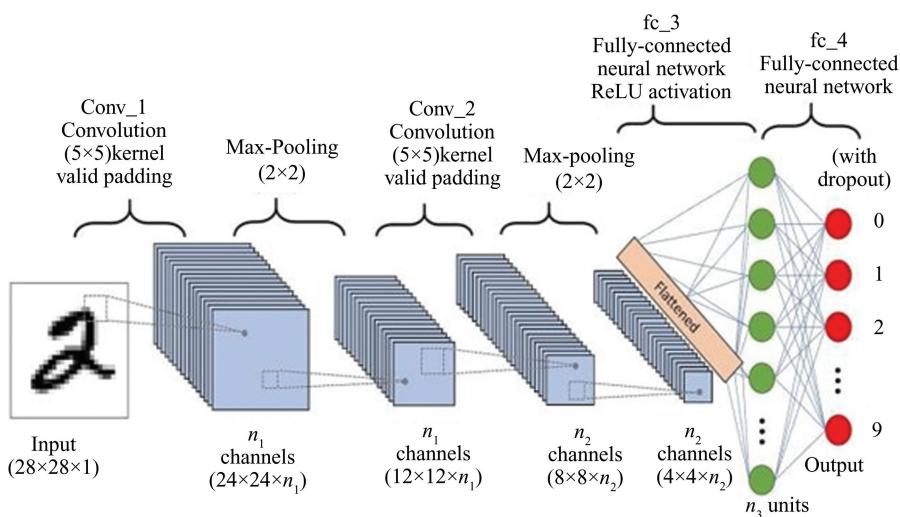 fc_3
Fully-connected
neural network
ReLU activation
fc_4
Fully-connected
neural network
Conv_1
Convolution
(5×5)kernel
valid padding
Max-Pooling
(2×2)
Conv_2
Convolution
(5×5)kernel
valid padding
Max-pooling
(2×2)
(with
dropout)
0
1
2
9
Flattened
Input
(28×28×1)
n₁
channels
(24×24×n₁)
n₁
channels
(12×12×n₁)
n₂
channels
(8×8×n₂)
n₂
channels
(4×4×n₂)
Output
n₃ units
2